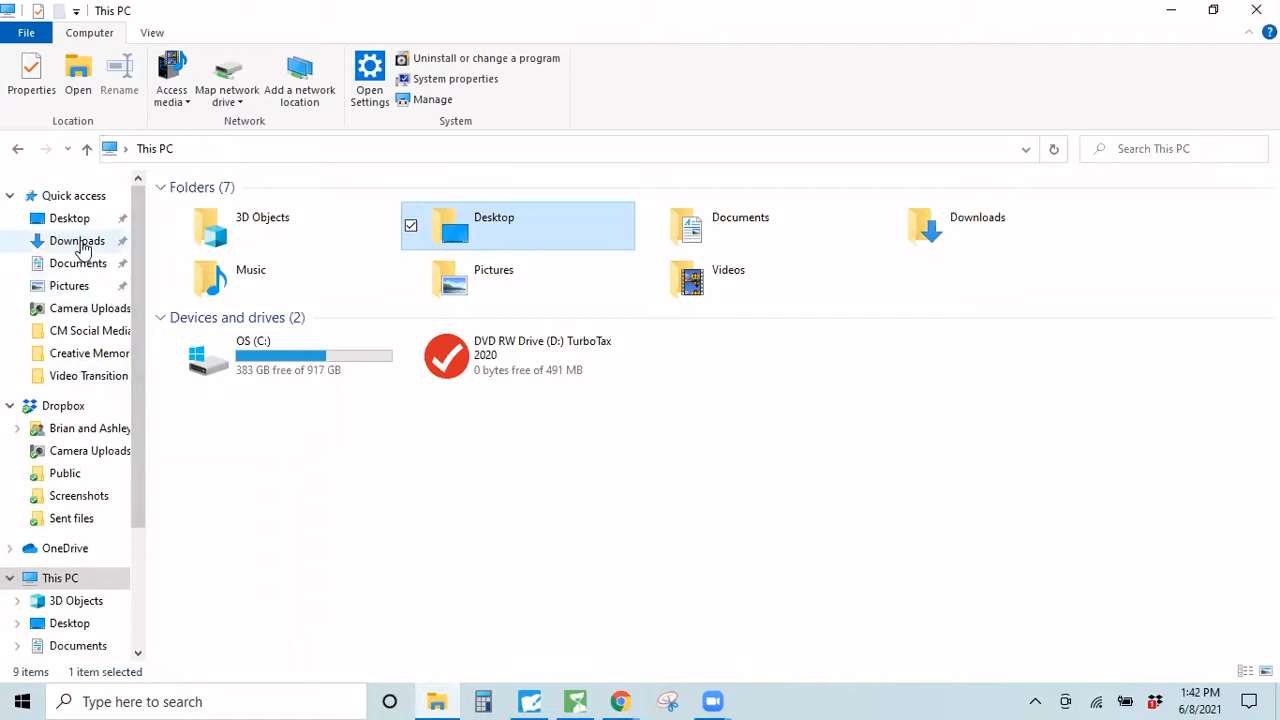 This PC
File Computer View
Properties Open Rename Access media Map network drive Add a network location Open Settings Uninstall or change a program System properties Manage
Location Network System
This PC Search This PC
Quick access
Desktop
Downloads
Documents
Pictures
Camera Uploads
CM Social Media
Creative Memor
Video Transition
Dropbox
Brian and Ashley
Camera Uploads
Public
Screenshots
Sent files
OneDrive
This PC
3D Objects
Desktop
Documents
Folders (7)
3D Objects Desktop Documents Downloads
Music Pictures Videos
Devices and drives (2)
OS (C:)
383 GB free of 917 GB
DVD RW Drive (D:) TurboTax
2020
0 bytes free of 491 MB
9 items 1 item selected
Type here to search
1:42 PM
6/8/2021